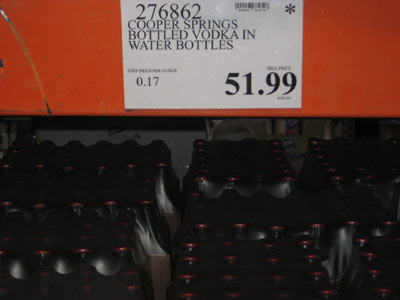 276862
*
COOPER SPRINGS
BOTTLED VODKA IN
WATER BOTTLES
UNIT PRICE PER OUNCE
SELL PRICE
0.17
51.99